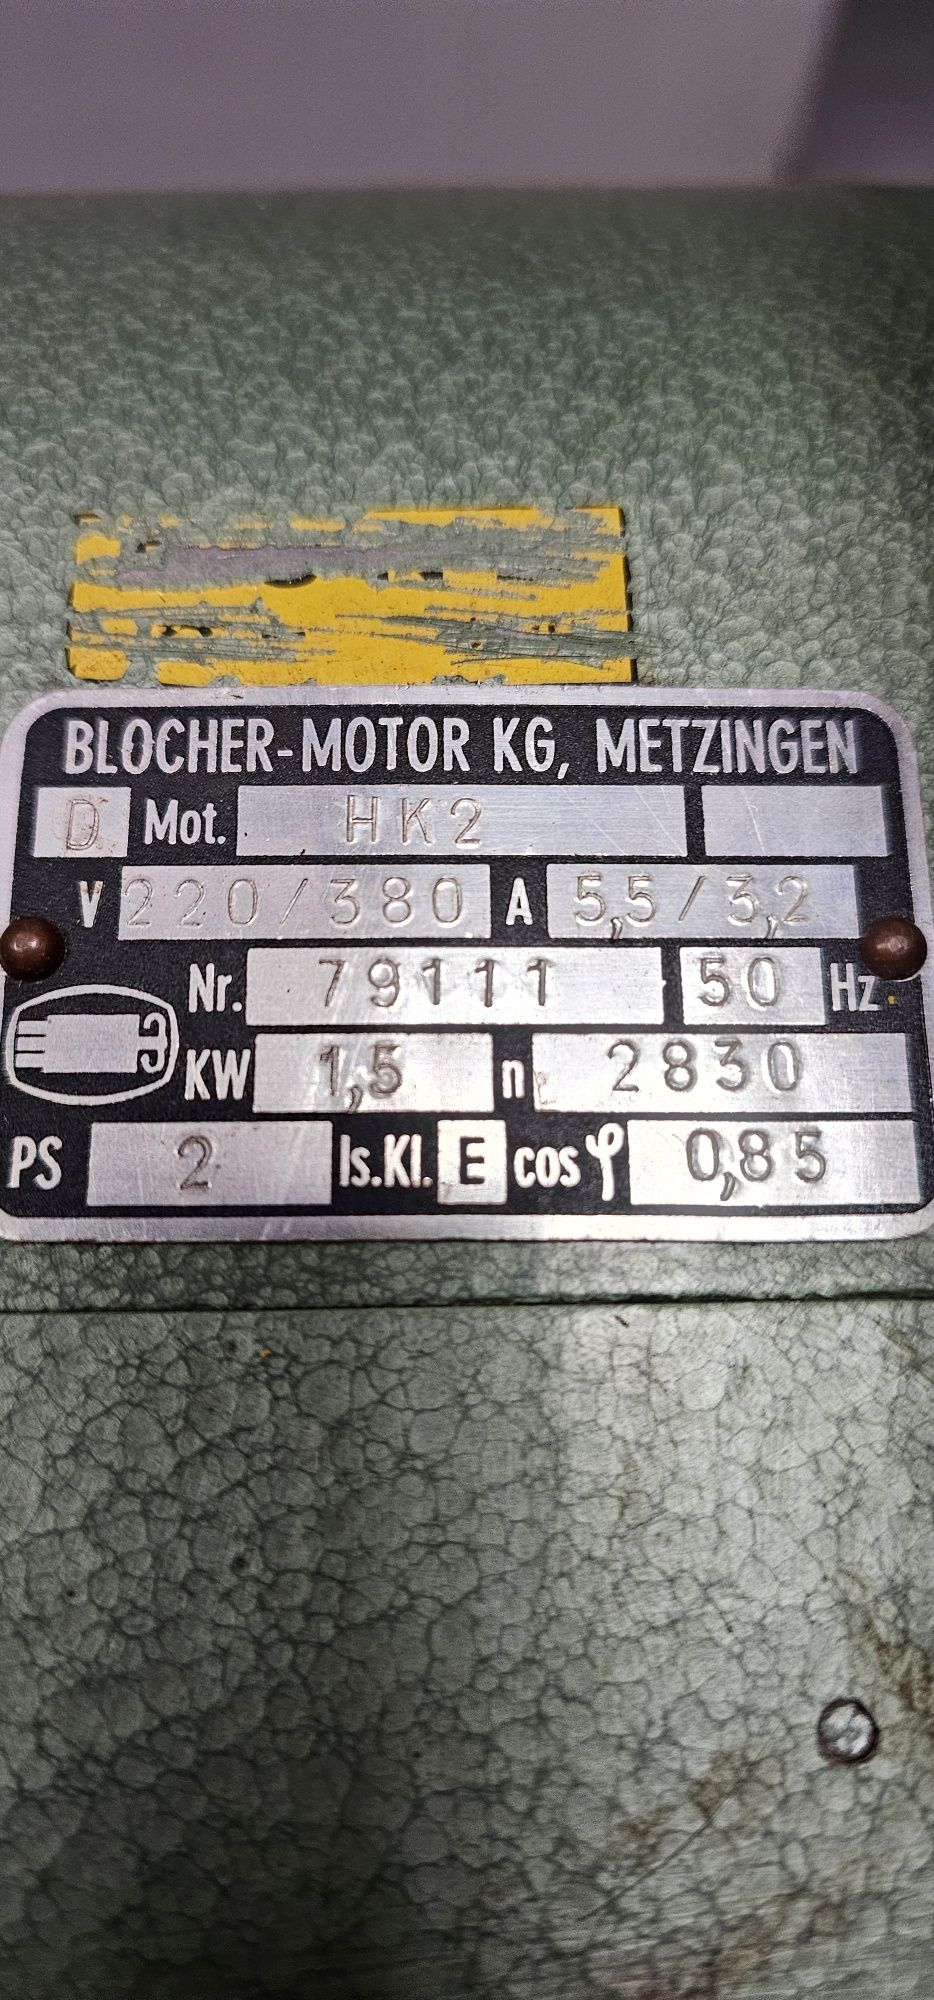 BLOCHER-MOTOR KG, METZINGEN
D Mot. HK2
V 220/380 A 5,5/3,2
Nr. 79111 50 Hz
KW 1,5 n 2830
PS 2 Is.Kl. E cos φ 0,85